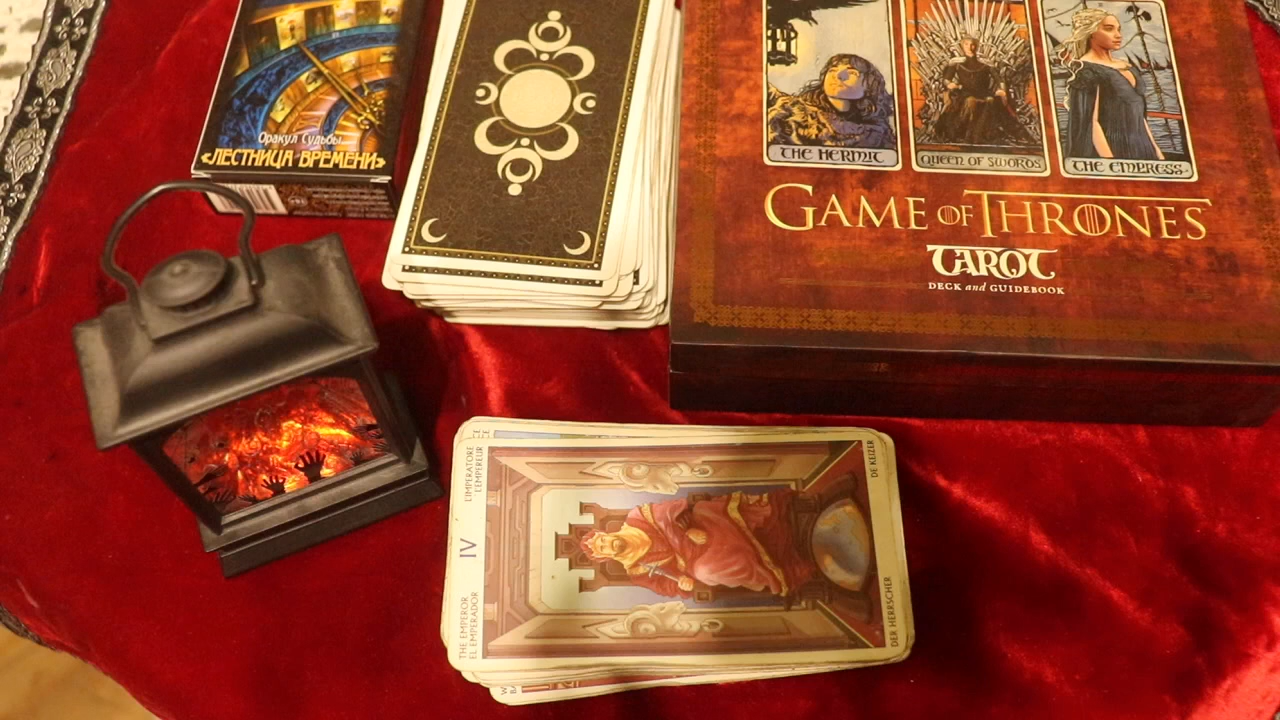 Оракул Судьбы
«ЛЕСТНИЦА ВРЕМЕНИ»
THE HERMIT
QUEEN OF SWORDS
THE EMPRESS
GAME OF THRONES
TAROT
DECK and GUIDEBOOK
L'IMPERATORE
L'EMPEREUR
IV
THE EMPEROR
EL EMPERADOR
DE KEIZER
DER HERRSCHER